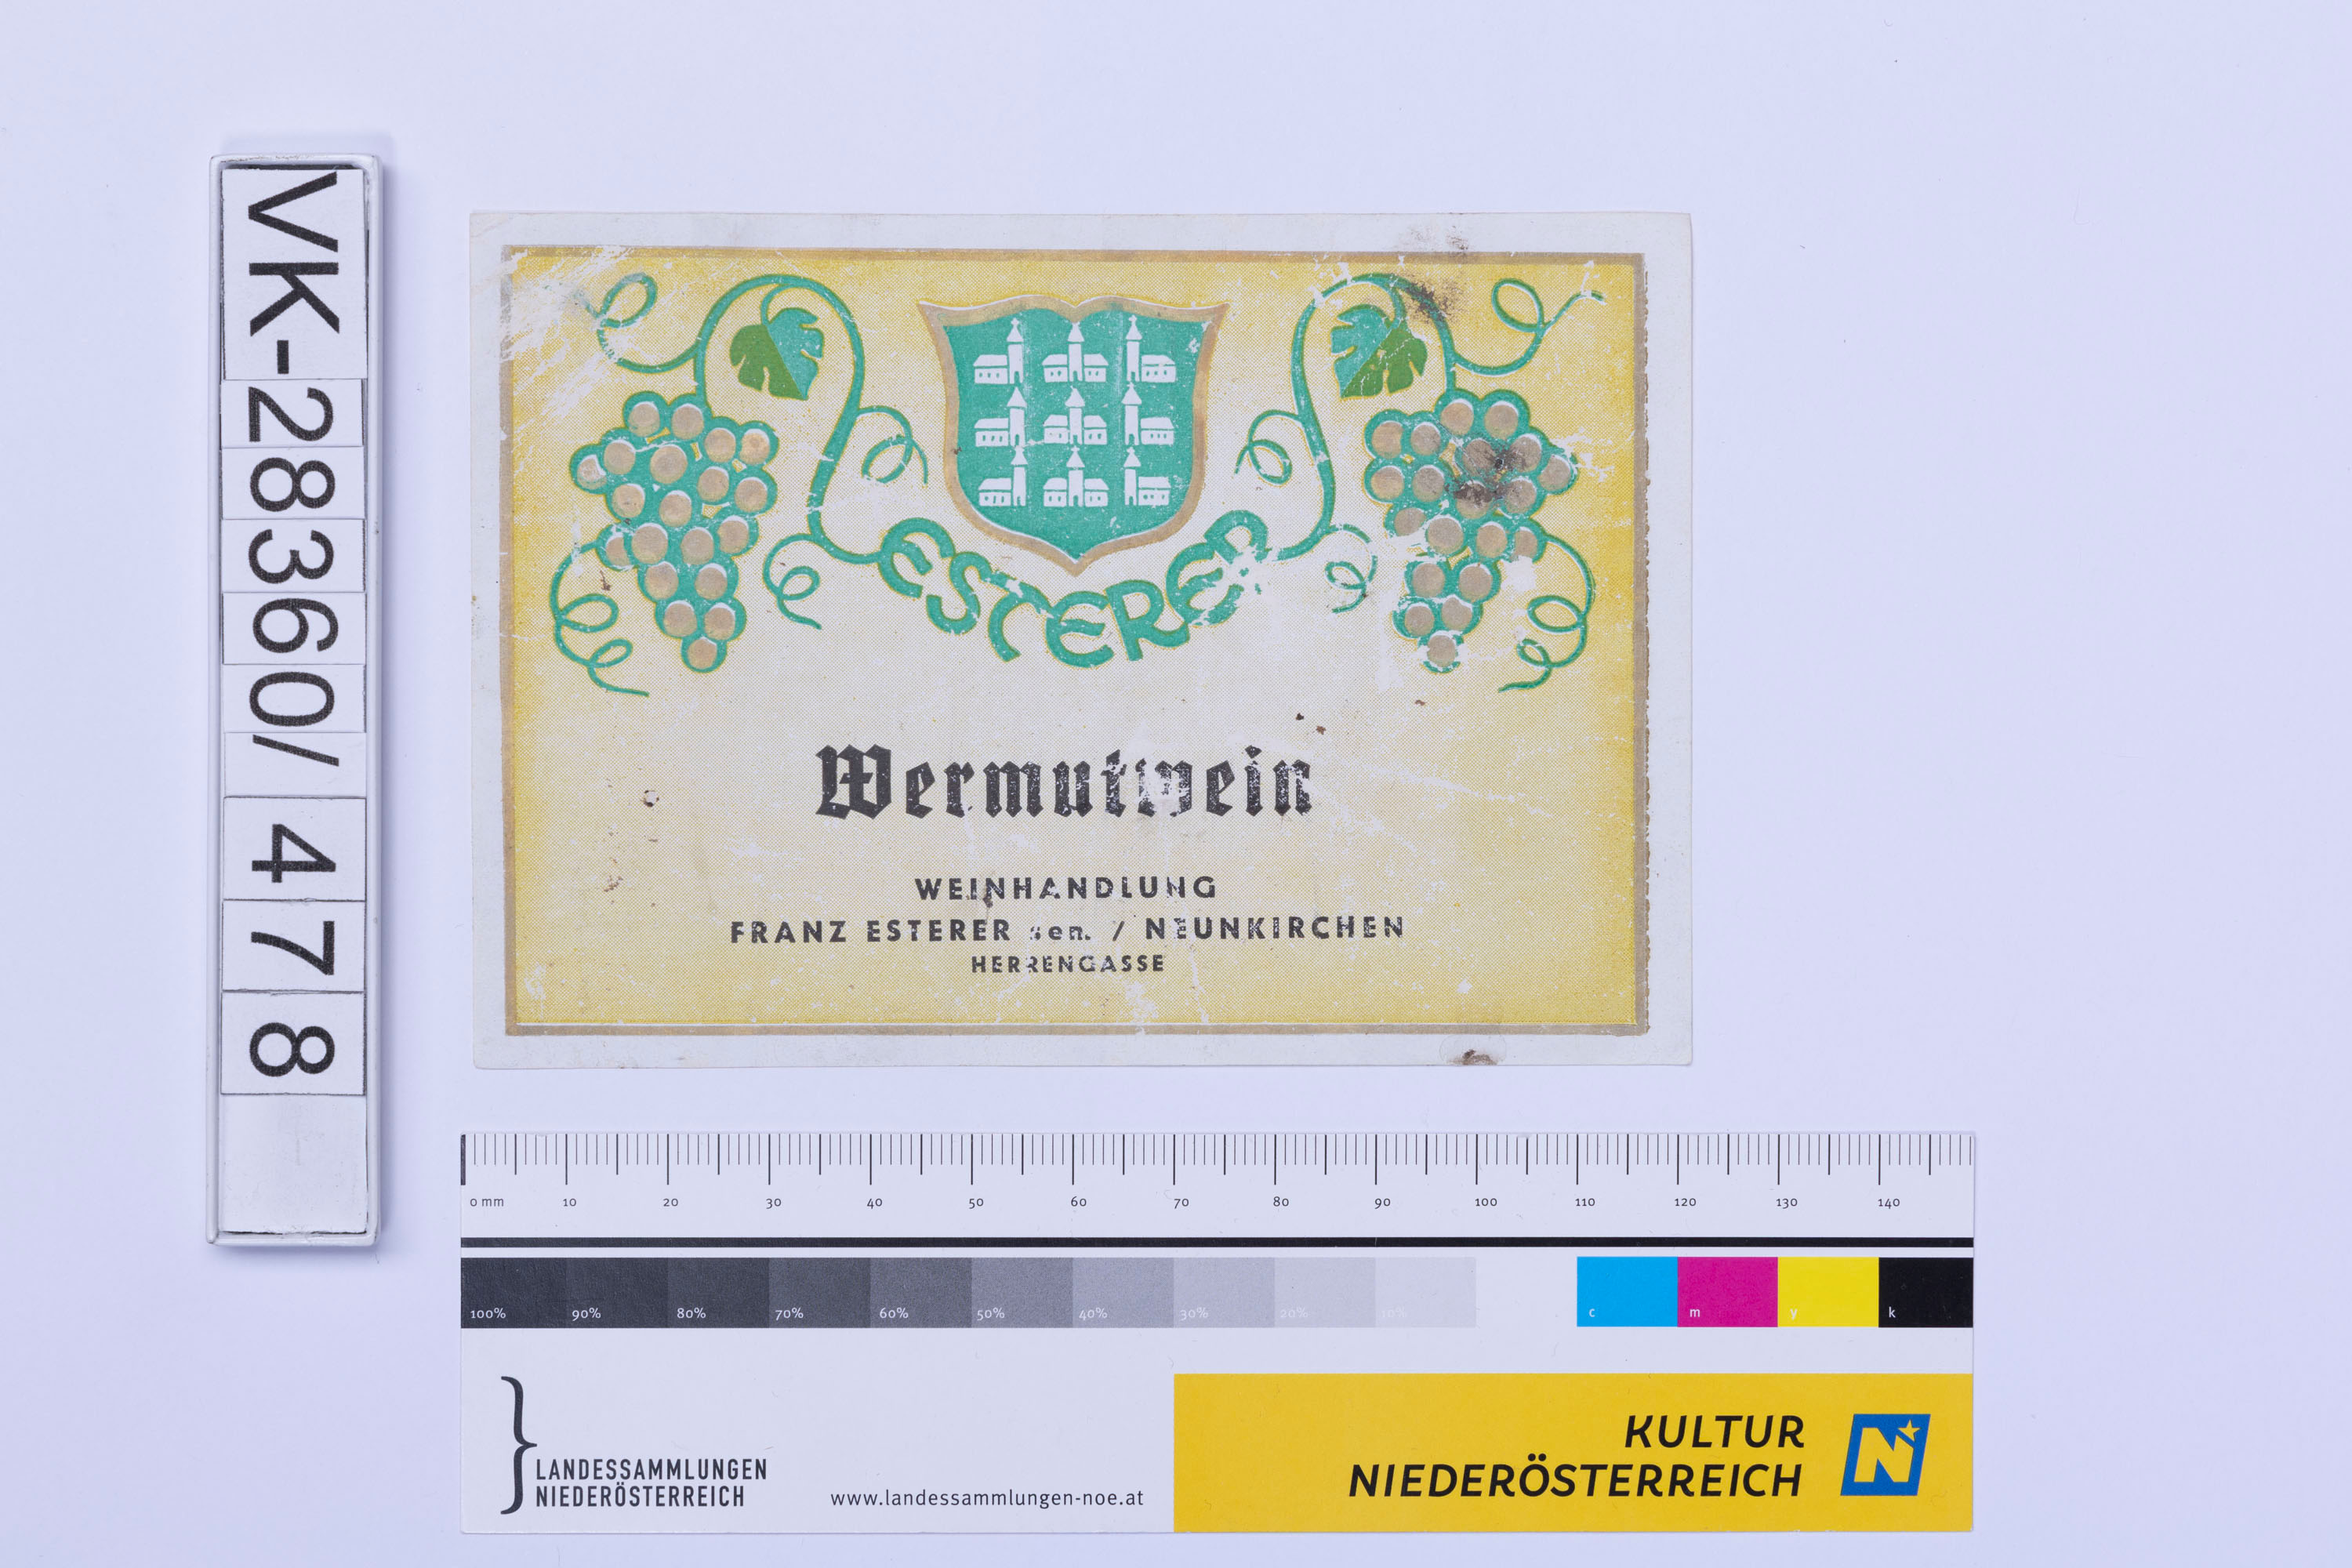 VK-28360/478
ESTERER
Wermutwein
WEINHANDLUNG
FRANZ ESTERER sen. / NEUNKIRCHEN
HERRENGASSE
0 mm 10 20 30 40 50 60 70 80 90 100 110 120 130 140
100% 90% 80% 70% 60% 50% 40% 30% 20% 10% c m y k
LANDESSAMMLUNGEN
NIEDERÖSTERREICH
www.landessammlungen-noe.at
KULTUR
NIEDERÖSTERREICH
N